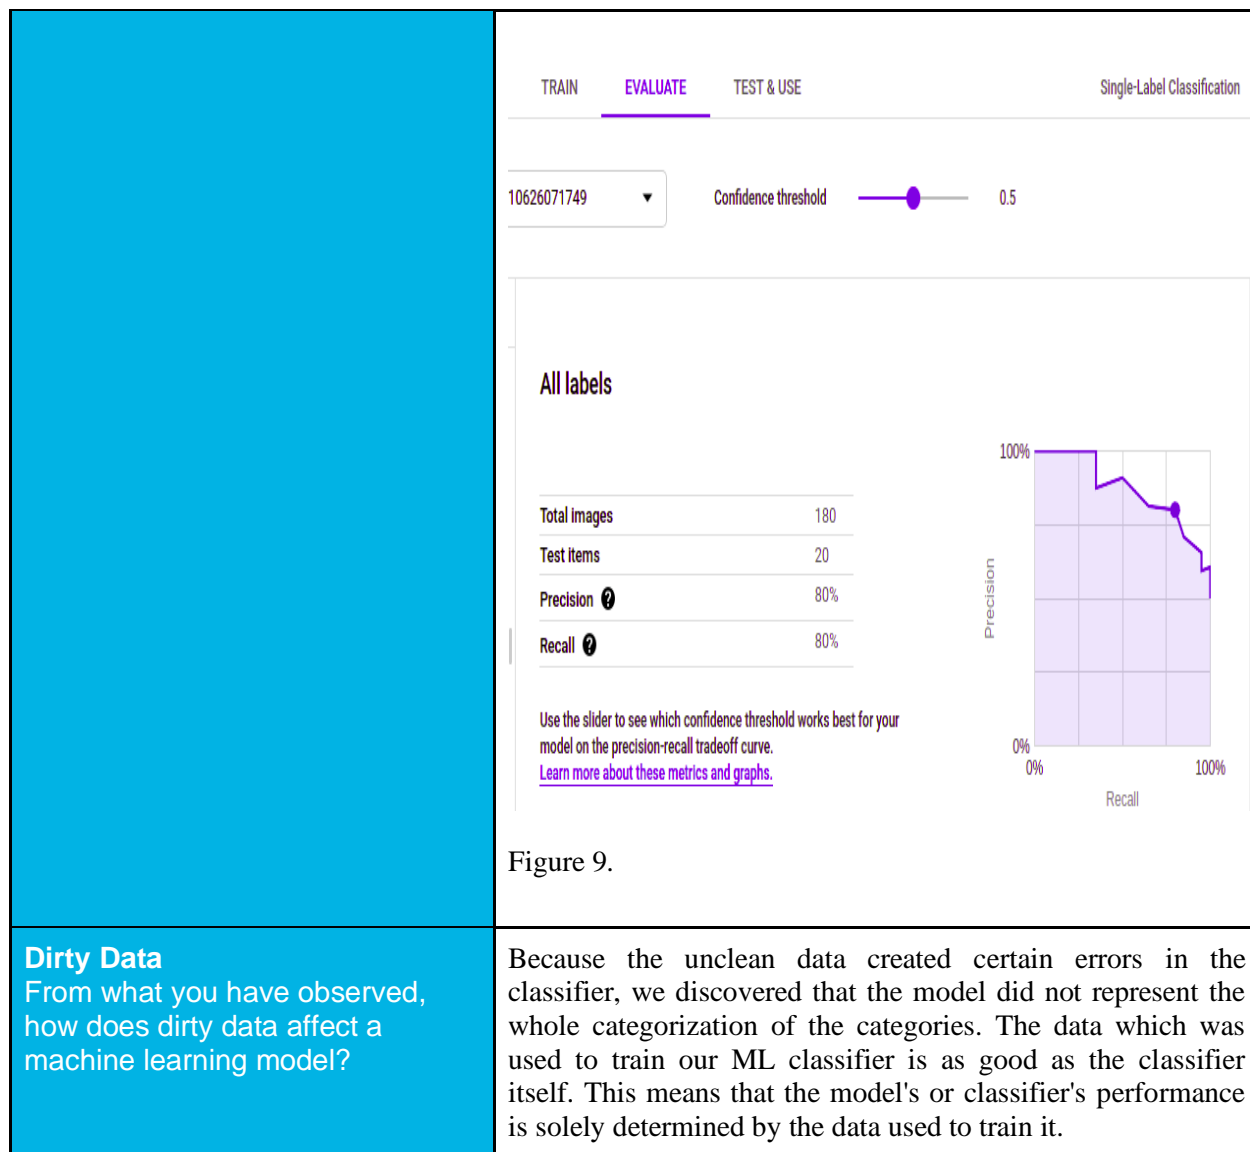 TRAIN EVALUATE TEST & USE Single-Label Classification
10626071749 Confidence threshold 0.5
All labels
Total images 180
Test items 20
Precision ? 80%
Recall ? 80%
Use the slider to see which confidence threshold works best for your
model on the precision-recall tradeoff curve.
Learn more about these metrics and graphs.
100%
Precision
0%
0% 100%
Recall
Figure 9.
Dirty Data
From what you have observed,
how does dirty data affect a
machine learning model?
Because the unclean data created certain errors in the
classifier, we discovered that the model did not represent the
whole categorization of the categories. The data which was
used to train our ML classifier is as good as the classifier
itself. This means that the model's or classifier's performance
is solely determined by the data used to train it.